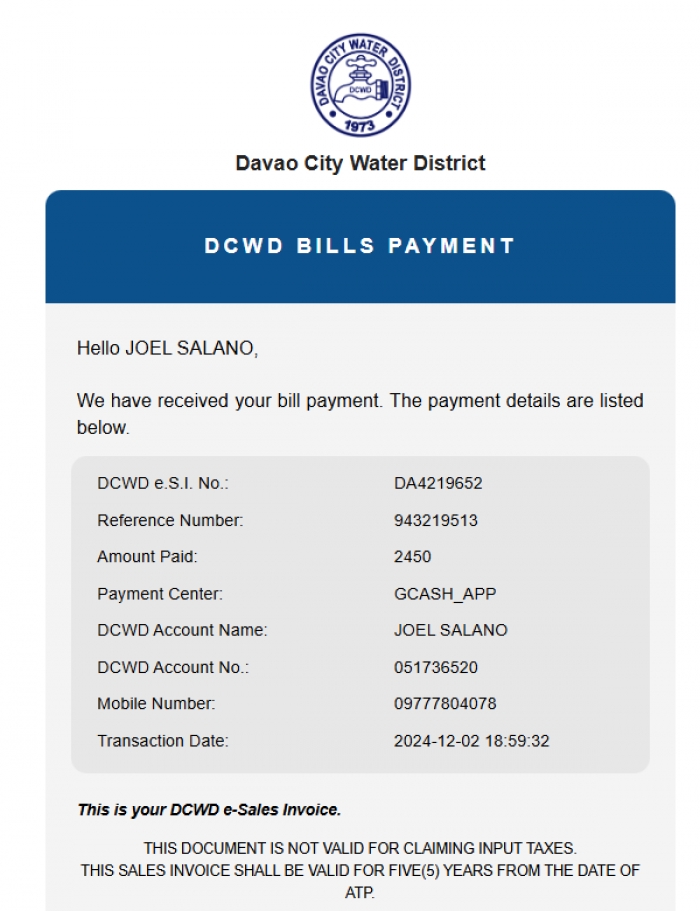 DAVAO CITY WATER DISTRICT
DCWD
1973
Davao City Water District
DCWD BILLS PAYMENT
Hello JOEL SALANO,
We have received your bill payment. The payment details are listed
below.
DCWD e.S.I. No.: DA4219652
Reference Number: 943219513
Amount Paid: 2450
Payment Center: GCASH_APP
DCWD Account Name: JOEL SALANO
DCWD Account No.: 051736520
Mobile Number: 09777804078
Transaction Date: 2024-12-02 18:59:32
This is your DCWD e-Sales Invoice.
THIS DOCUMENT IS NOT VALID FOR CLAIMING INPUT TAXES.
THIS SALES INVOICE SHALL BE VALID FOR FIVE(5) YEARS FROM THE DATE OF
ATP.